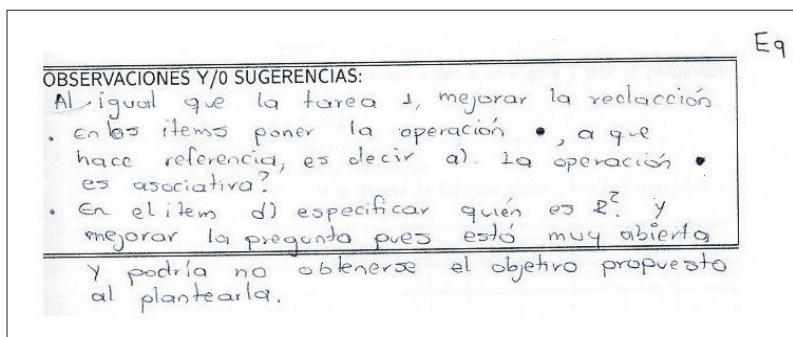 Eq
OBSERVACIONES Y/O SUGERENCIAS:
Al igual que la tarea 1, mejorar la redacción
• En los ítems poner la operación •, a que
hace referencia, es decir a). La operación •
es asociativa?
• En el item d) especificar quién es 2? y
mejorar la pregunta pues está muy abierta
y podría no obtenerse el objetivo propuesto
al plantearla.